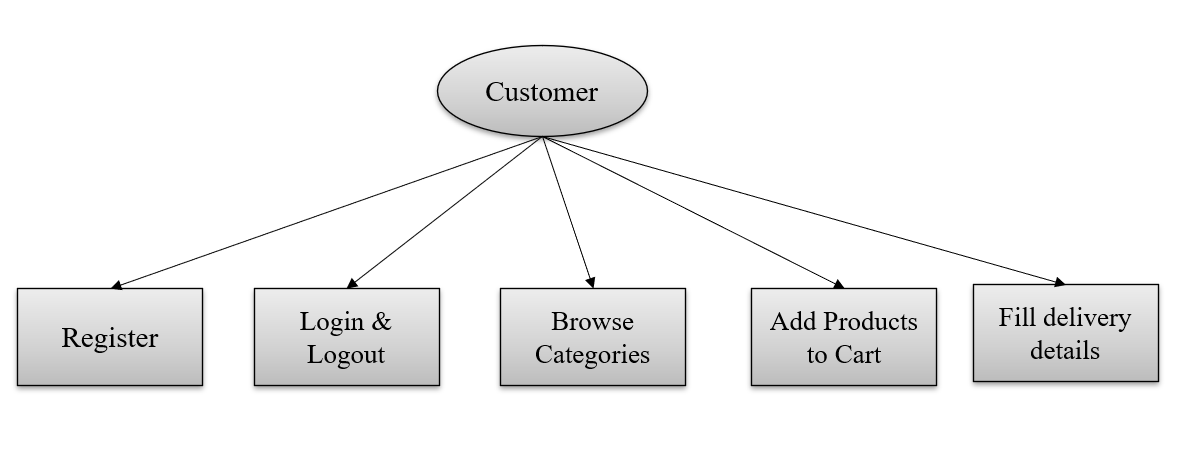 Customer
Register
Login &
Logout
Browse
Categories
Add Products
to Cart
Fill delivery
details